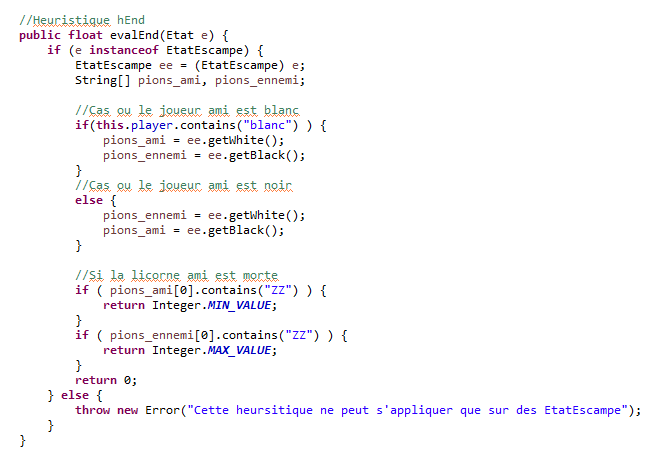 //Heuristique hEnd
public float evalEnd(Etat e) {
    if (e instanceof EtatEscampe) {
        EtatEscampe ee = (EtatEscampe) e;
        String[] pions_ami, pions_ennemi;

        //Cas ou le joueur ami est blanc
        if(this.player.contains("blanc") ) {
            pions_ami = ee.getWhite();
            pions_ennemi = ee.getBlack();
        }
        //Cas ou le joueur ami est noir
        else {
            pions_ennemi = ee.getWhite();
            pions_ami = ee.getBlack();
        }

        //Si la licorne ami est morte
        if ( pions_ami[0].contains("ZZ") ) {
            return Integer.MIN_VALUE;
        }
        if ( pions_ennemi[0].contains("ZZ") ) {
            return Integer.MAX_VALUE;
        }
        return 0;
    } else {
        throw new Error("Cette heursitique ne peut s'appliquer que sur des EtatEscampe");
    }
}